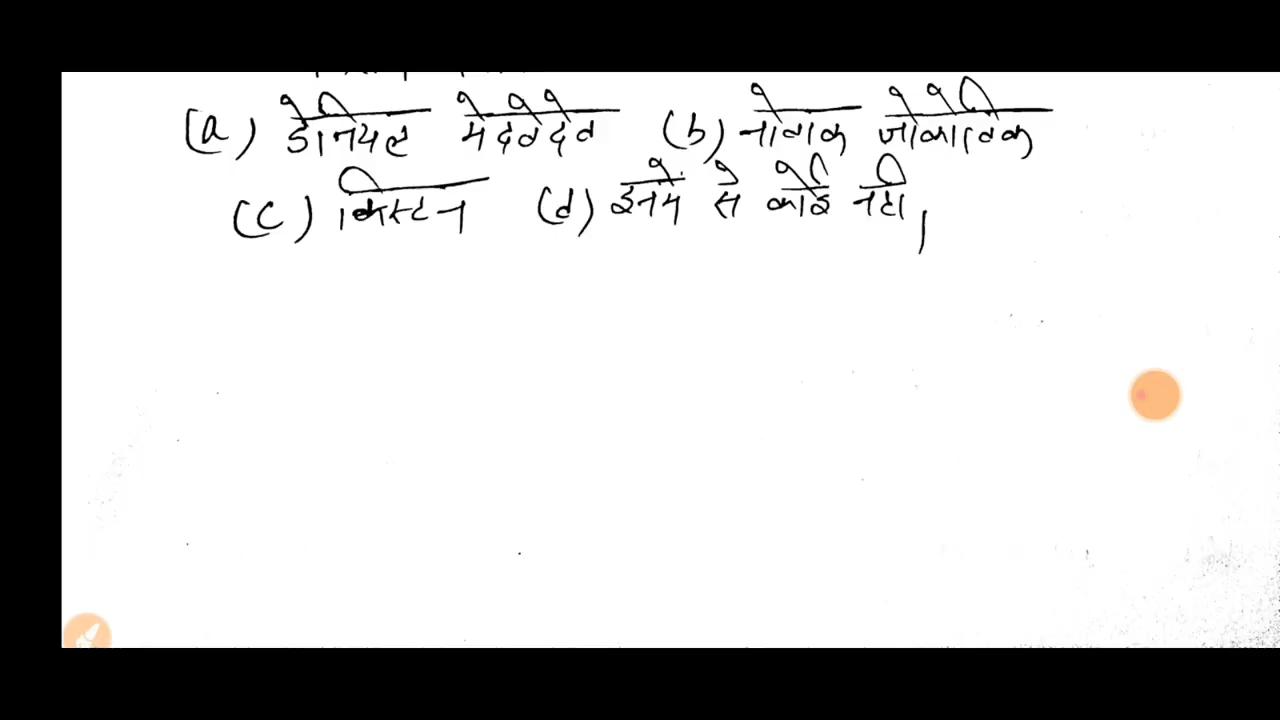 (a) डेनियल मेदवेदेव (b) नोवाक जोकोविक
(c) क्रिस्टन (d) इनमें से कोई नही